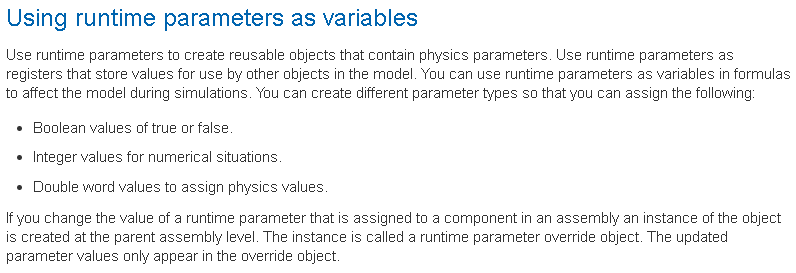 Using runtime parameters as variables
Use runtime parameters to create reusable objects that contain physics parameters. Use runtime parameters as
registers that store values for use by other objects in the model. You can use runtime parameters as variables in formulas
to affect the model during simulations. You can create different parameter types so that you can assign the following:
• Boolean values of true or false.
• Integer values for numerical situations.
• Double word values to assign physics values.
If you change the value of a runtime parameter that is assigned to a component in an assembly an instance of the object
is created at the parent assembly level. The instance is called a runtime parameter override object. The updated
parameter values only appear in the override object.